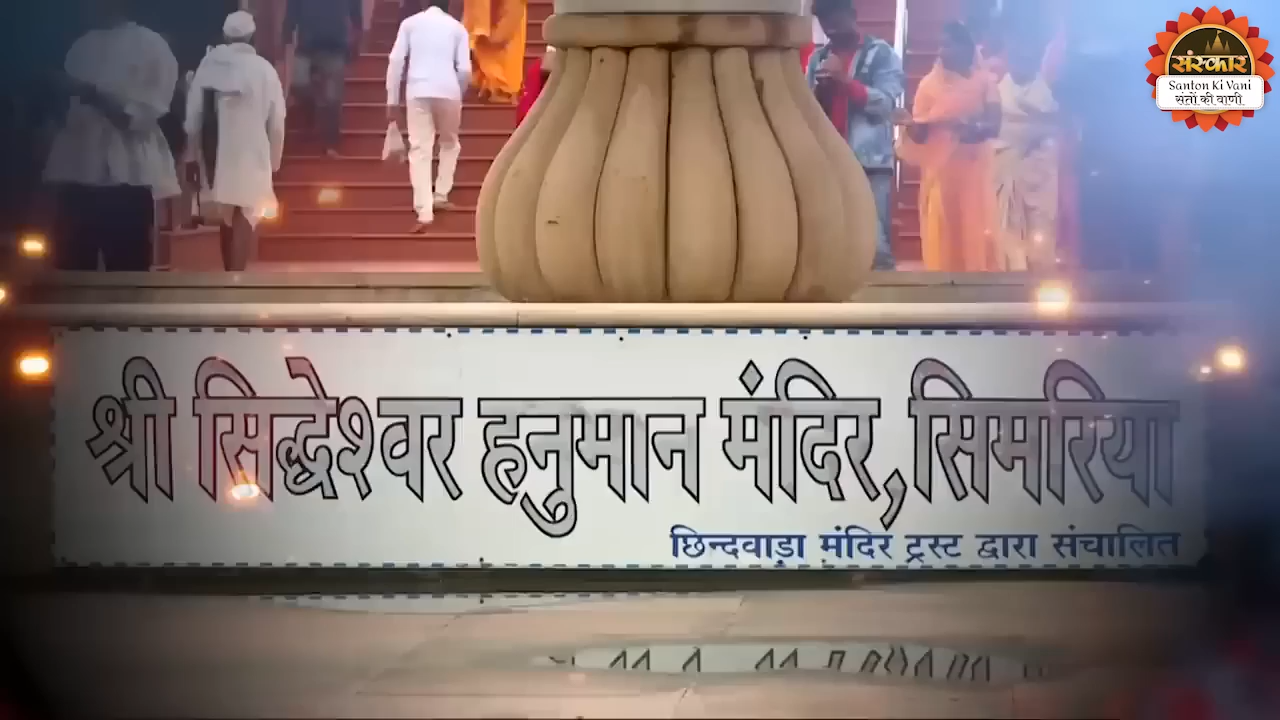 संस्कार
Santon Ki Vani
संतों की वाणी
श्री सिद्धेश्वर हनुमान मंदिर,सिमरिया
छिन्दवाड़ा मंदिर ट्रस्ट द्वारा संचालित